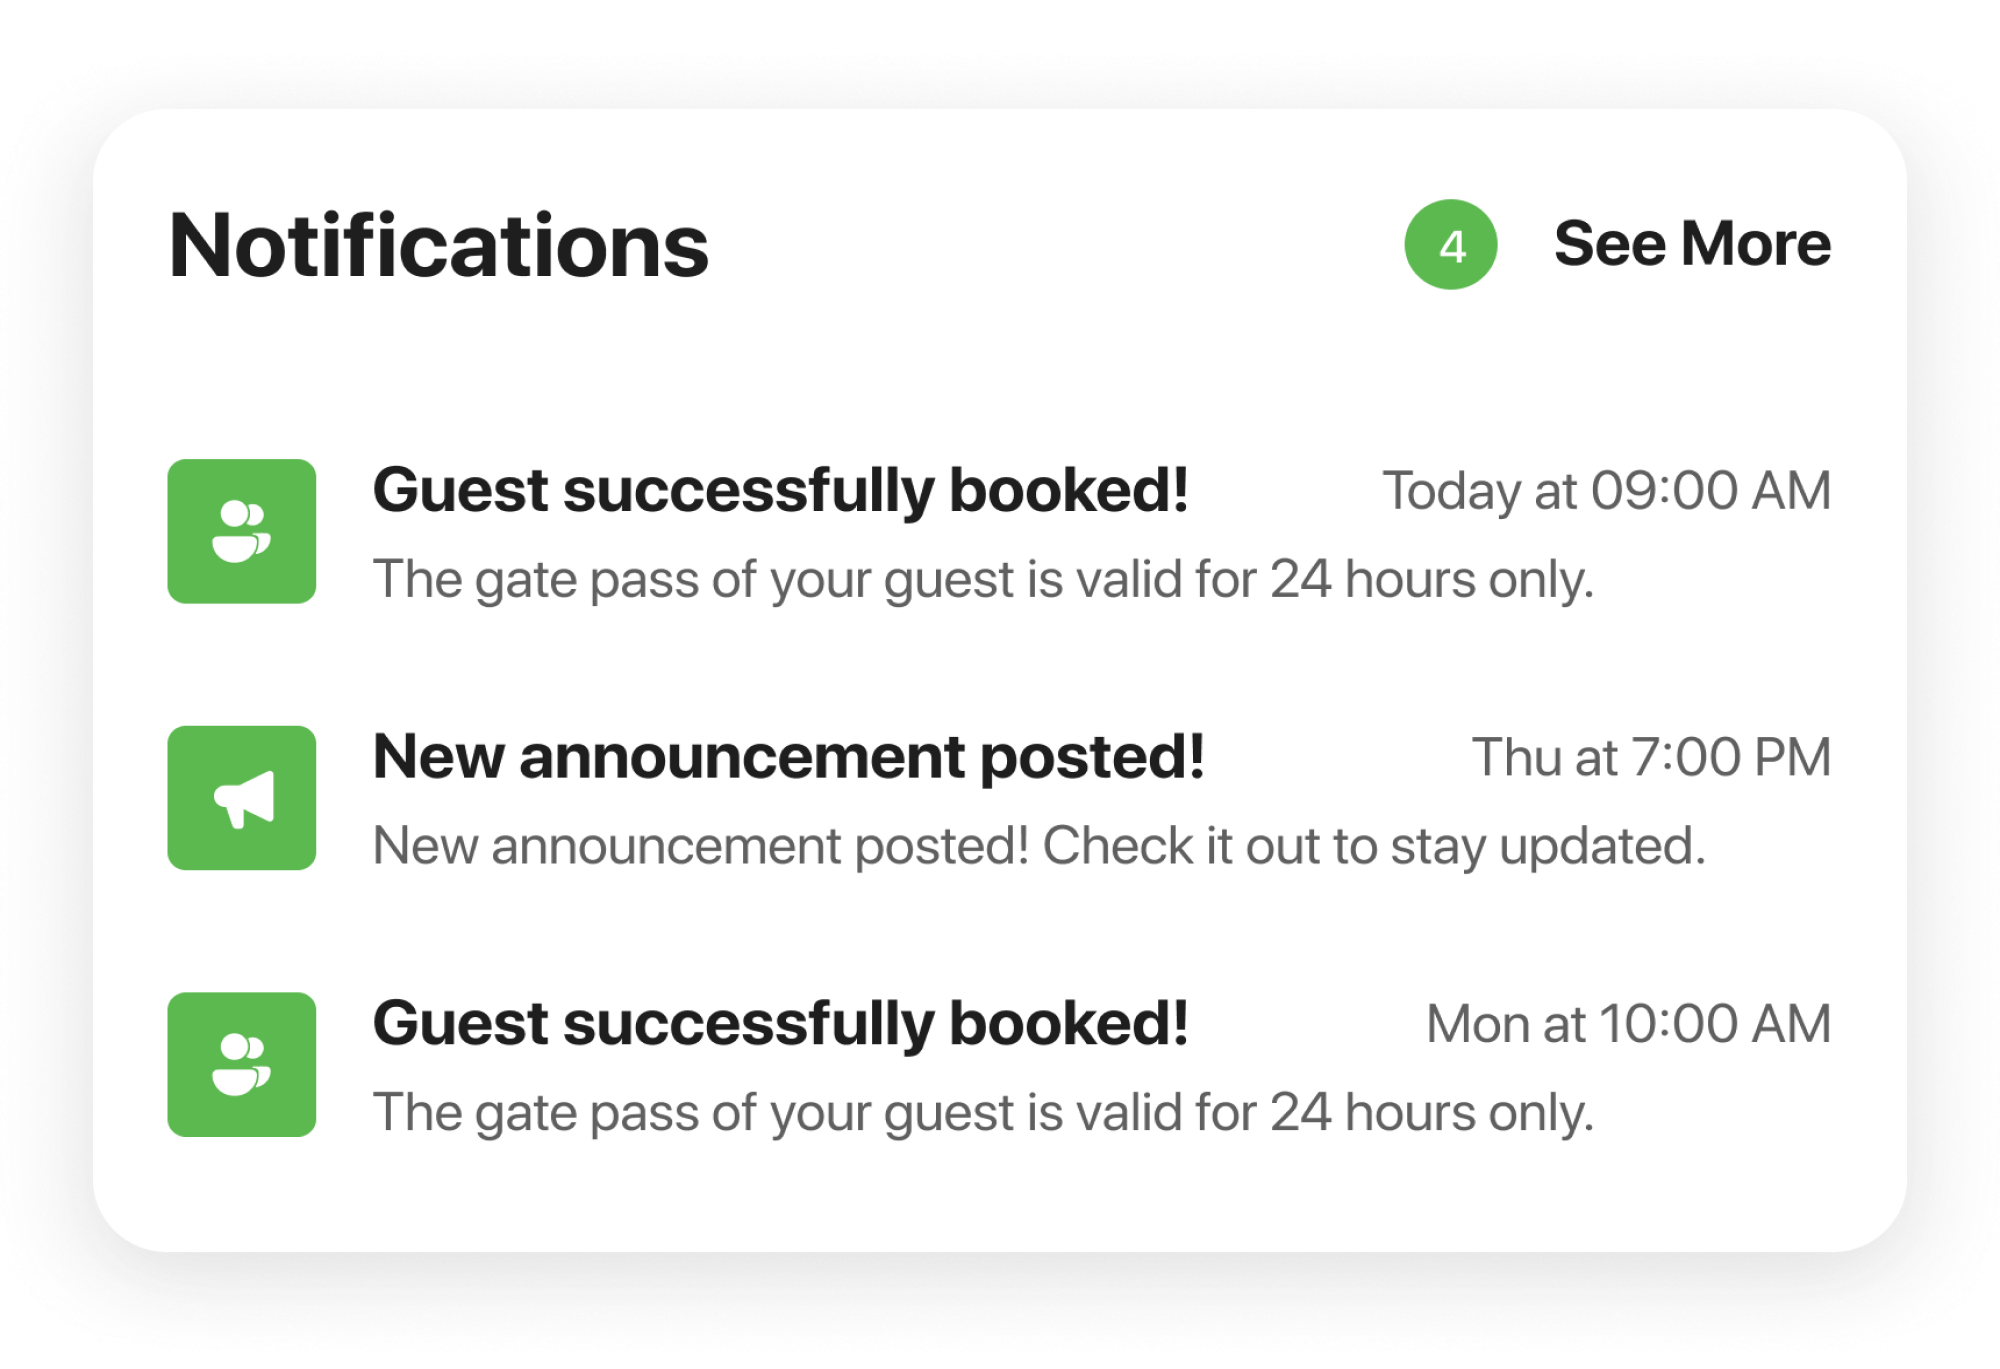 Notifications
4 See More
Guest successfully booked! Today at 09:00 AM
The gate pass of your guest is valid for 24 hours only.
New announcement posted! Thu at 7:00 PM
New announcement posted! Check it out to stay updated.
Guest successfully booked! Mon at 10:00 AM
The gate pass of your guest is valid for 24 hours only.